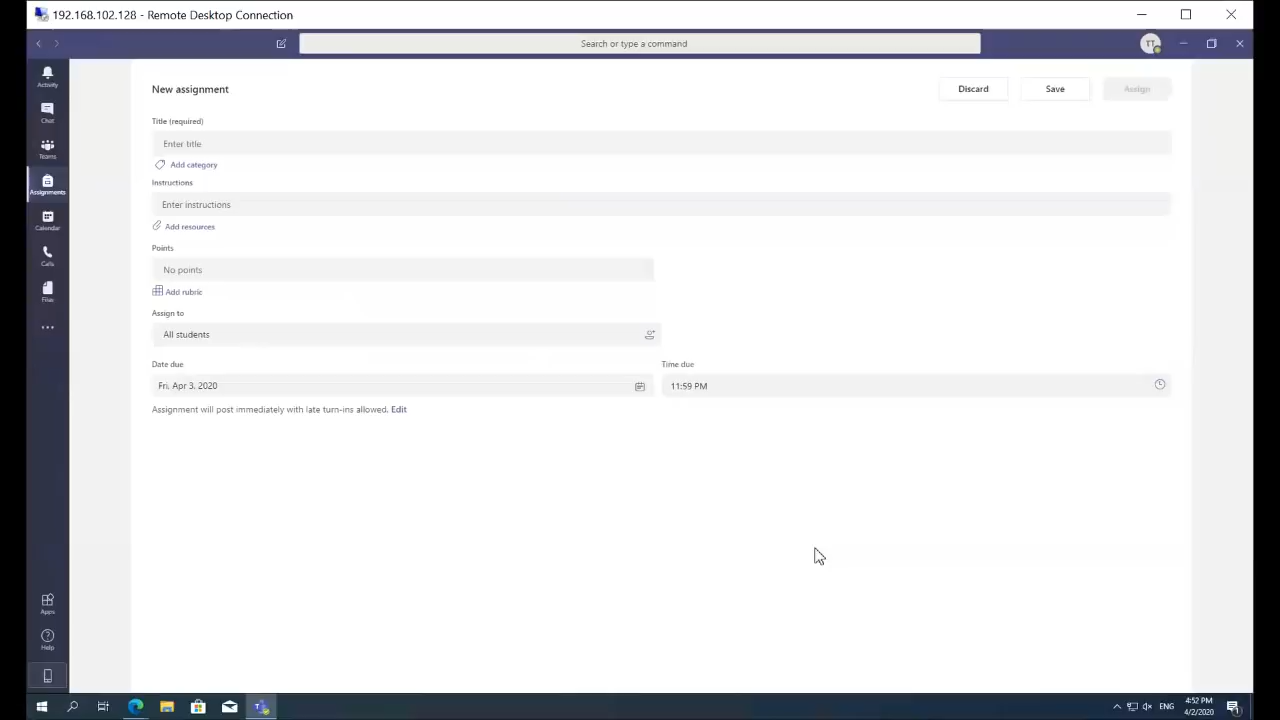 192.168.102.128 - Remote Desktop Connection
Search or type a command
TT
Activity
Chat
Teams
Assignments
Calendar
Calls
Files
Apps
Help
New assignment
Discard
Save
Assign
Title (required)
Enter title
Add category
Instructions
Enter instructions
Add resources
Points
No points
Add rubric
Assign to
All students
Date due
Time due
Fri, Apr 3, 2020
11:59 PM
Assignment will post immediately with late turn-ins allowed. Edit
ENG
4:52 PM
4/2/2020